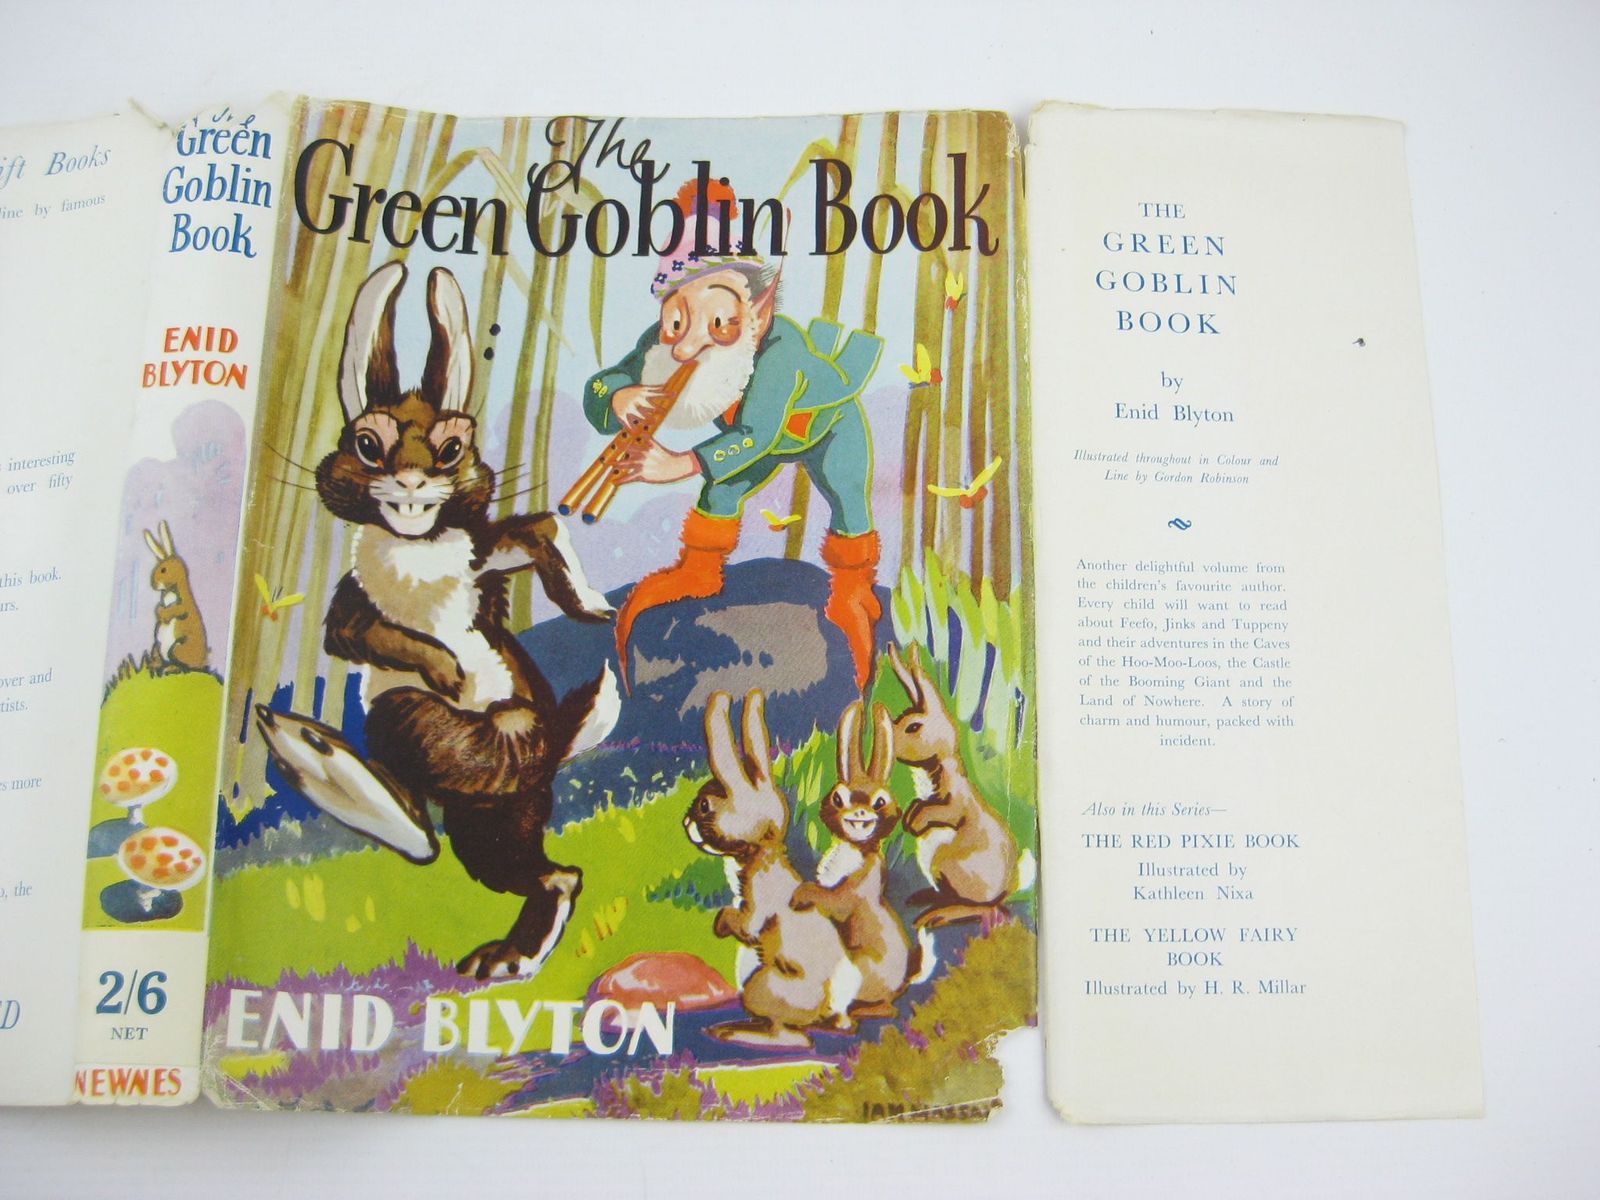 ift Books
line by famous
interesting
over fifty
this book.
urs.
over and
tists.
es more
o, the
ED
The
Green
Goblin
Book
ENID
BLYTON
2/6
NET
NEWNES
The
Green Goblin Book
ENID BLYTON
THE
GREEN
GOBLIN
BOOK
by
Enid Blyton
Illustrated throughout in Colour and
Line by Gordon Robinson
Another delightful volume from
the children's favourite author.
Every child will want to read
about Feefo, Jinks and Tuppeny
and their adventures in the Caves
of the Hoo-Moo-Loos, the Castle
of the Booming Giant and the
Land of Nowhere. A story of
charm and humour, packed with
incident.
Also in this Series—
THE RED PIXIE BOOK
Illustrated by
Kathleen Nixa
THE YELLOW FAIRY
BOOK
Illustrated by H. R. Millar